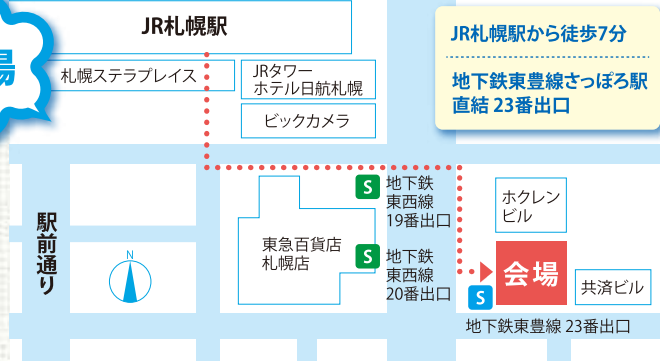 場
JR札幌駅
札幌ステラプレイス
JRタワー
ホテル日航札幌
ビックカメラ
JR札幌駅から徒歩7分
地下鉄東豊線さっぽろ駅
直結 23番出口
駅前通り
N
東急百貨店
札幌店
S
地下鉄
東西線
19番出口
S
地下鉄
東西線
20番出口
ホクレン
ビル
会場
共済ビル
S
地下鉄東豊線 23番出口